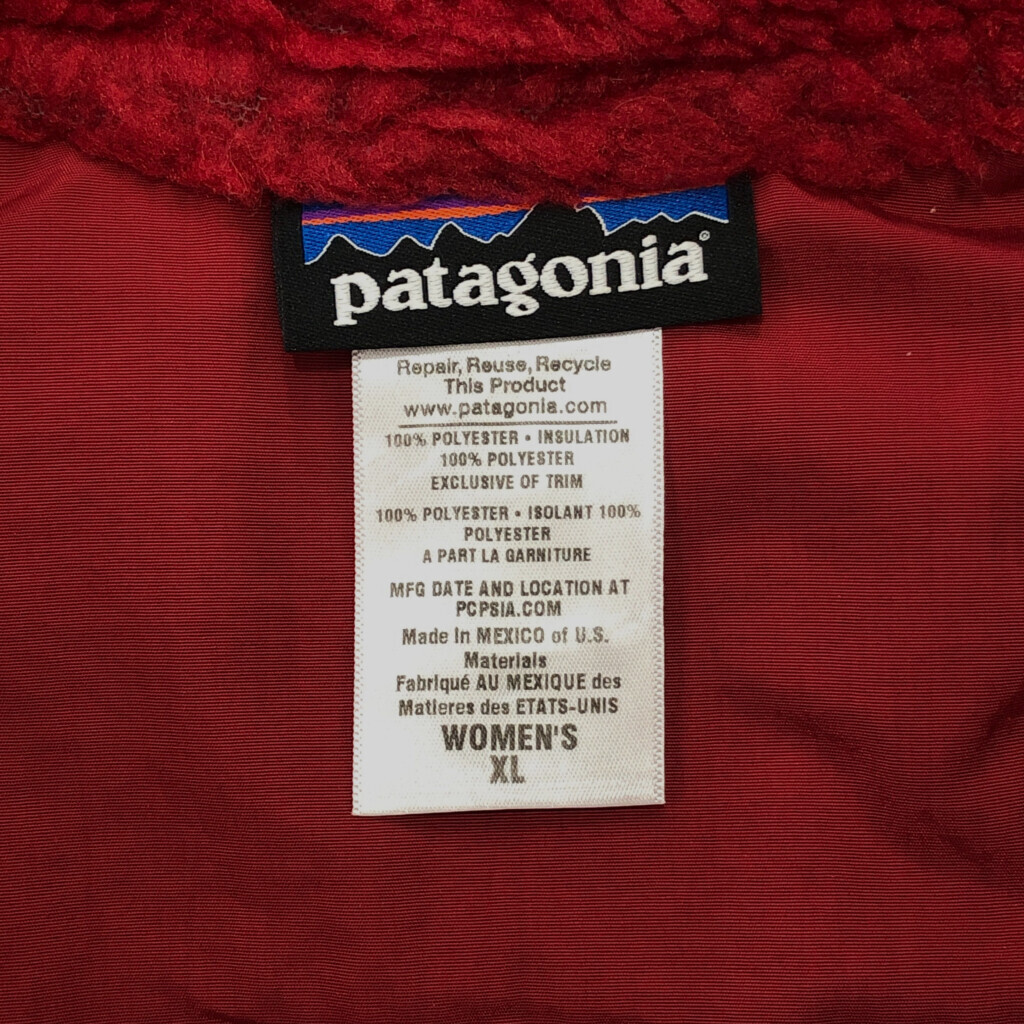 patagonia®
Repair, Reuse, Recycle
This Product
www.patagonia.com
100% POLYESTER • INSULATION
100% POLYESTER
EXCLUSIVE OF TRIM
100% POLYESTER • ISOLANT 100%
POLYESTER
A PART LA GARNITURE
MFG DATE AND LOCATION AT
PCPSIA.COM
Made in MEXICO of U.S.
Materials
Fabriqué AU MEXIQUE des
Matieres des ETATS-UNIS
WOMEN'S
XL